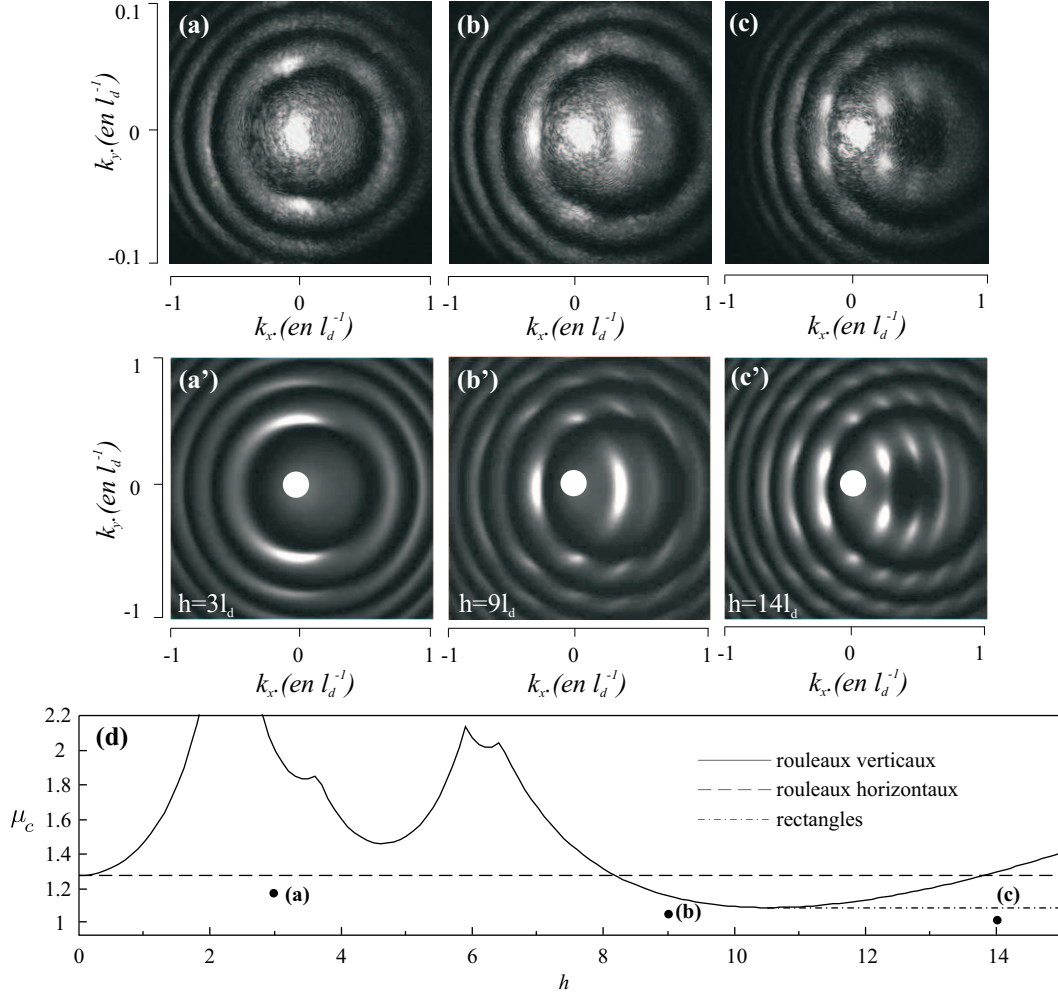 (a) (b) (c)
0.1
0
-0.1
k_y.(en l_d^-1)
-1 0 1 -1 0 1 -1 0 1
k_x.(en l_d^-1) k_x.(en l_d^-1) k_x.(en l_d^-1)
(a’) (b’) (c’)
1
0
-1
k_y.(en l_d^-1)
h=3l_d h=9l_d h=14l_d
-1 0 1 -1 0 1 -1 0 1
k_x.(en l_d^-1) k_x.(en l_d^-1) k_x.(en l_d^-1)
(d)
2.2
2
1.8
1.6
1.4
1.2
1
μ_c
rouleaux verticaux
rouleaux horizontaux
rectangles
(a) (b) (c)
0 2 4 6 8 10 12 14
h